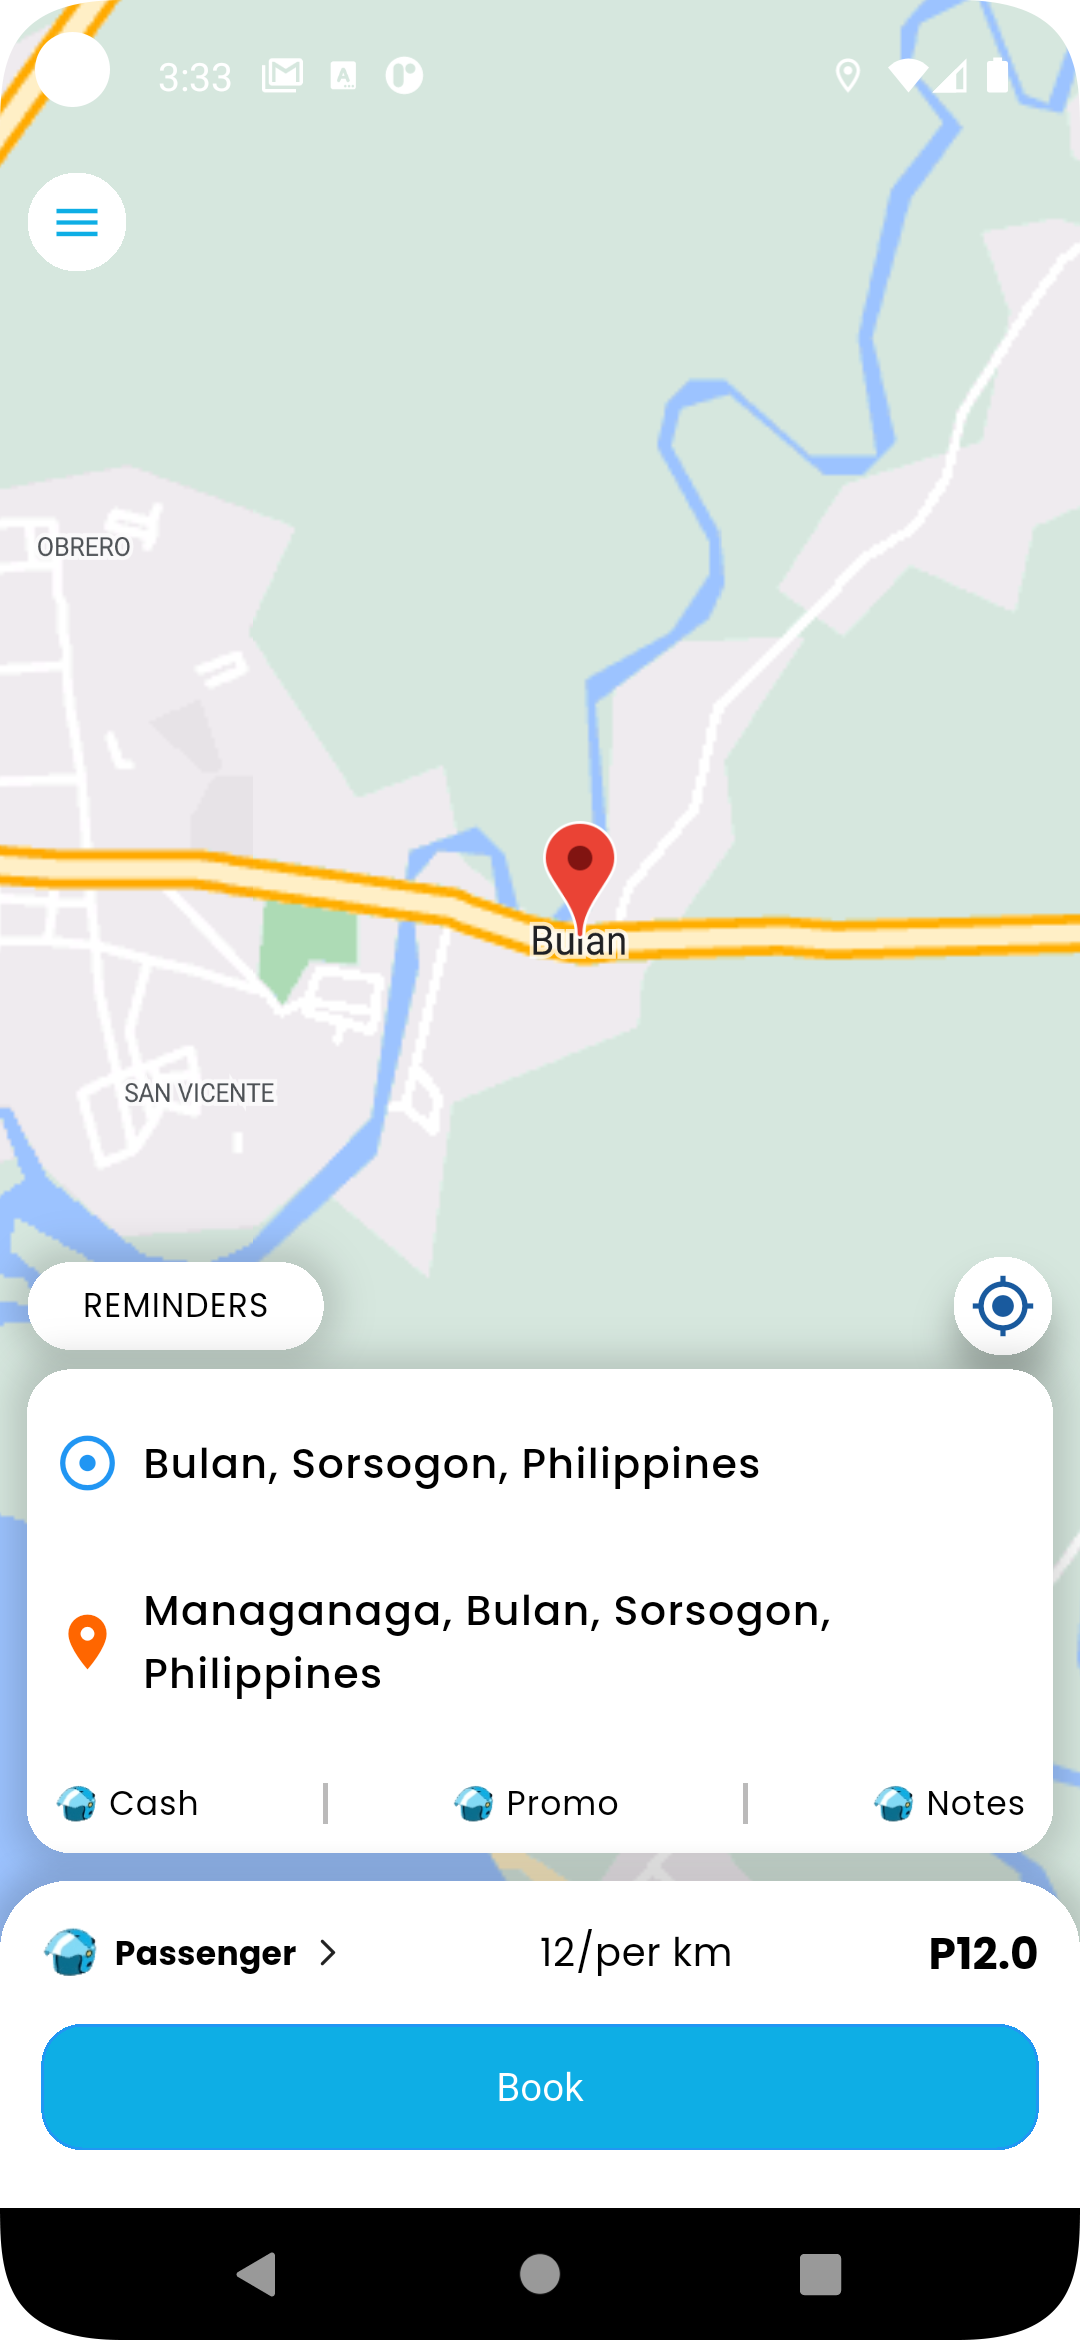 3:33
OBRERO
Bulan
SAN VICENTE
REMINDERS
Bulan, Sorsogon, Philippines
Managanaga, Bulan, Sorsogon,
Philippines
Cash
Promo
Notes
Passenger
12/per km
P12.0
Book